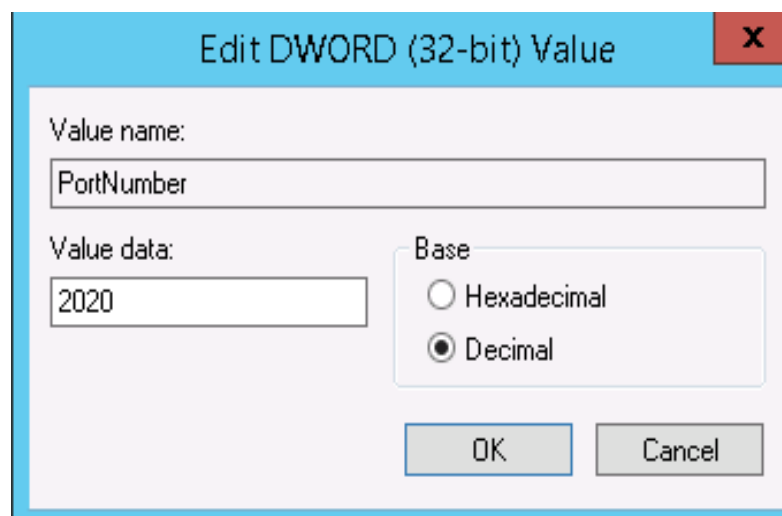 Edit DWORD (32-bit) Value
x
Value name:
PortNumber
Value data:
2020
Base
Hexadecimal
Decimal
OK
Cancel